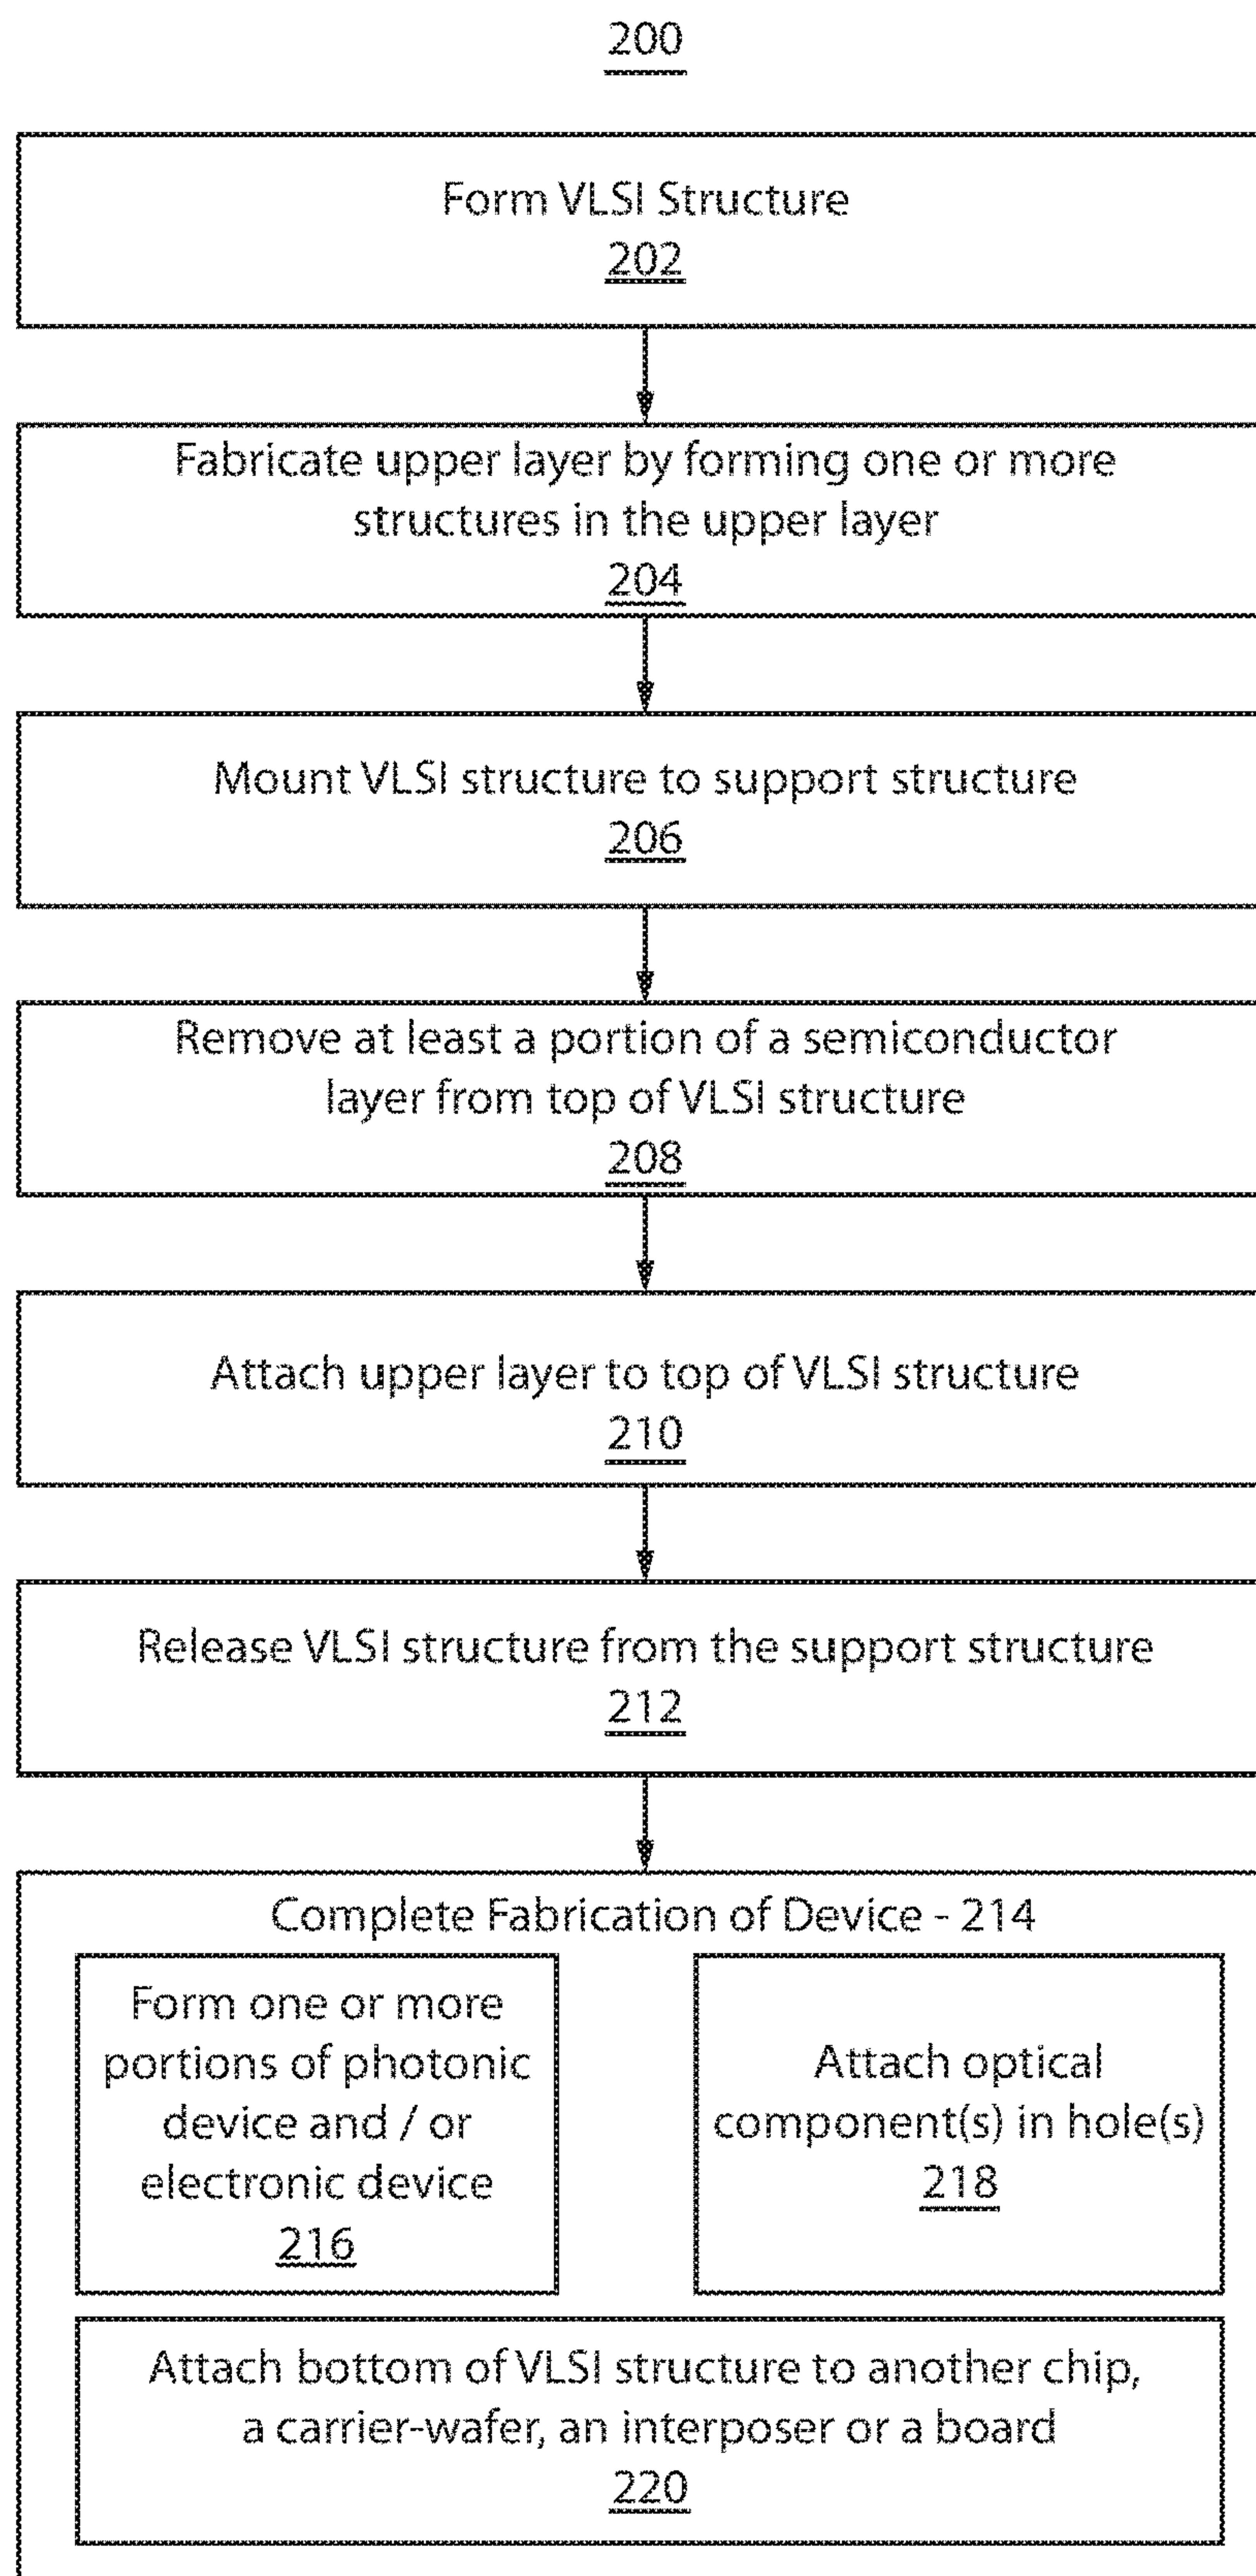 200
Form VLSI Structure
202
Fabricate upper layer by forming one or more
structures in the upper layer
204
Mount VLSI structure to support structure
206
Remove at least a portion of a semiconductor
layer from top of VLSI structure
208
Attach upper layer to top of VLSI structure
210
Release VLSI structure from the support structure
212
Complete Fabrication of Device - 214
Form one or more
portions of photonic
device and / or
electronic device
216
Attach optical
component(s) in hole(s)
218
Attach bottom of VLSI structure to another chip,
a carrier-wafer, an interposer or a board
220